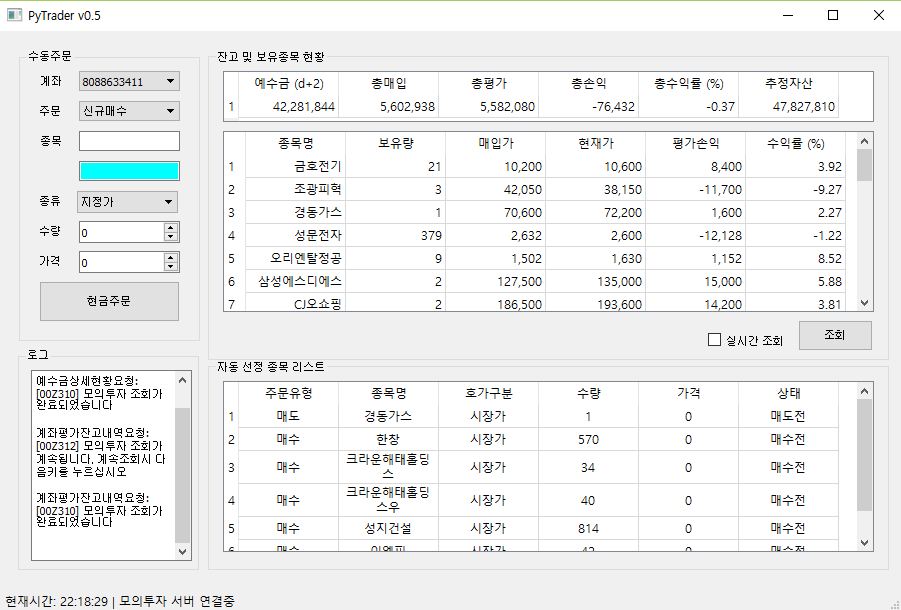 PyTrader v0.5
수동주문
계좌 8088633411
주문 신규매수
종목
종류 지정가
수량 0
가격 0
현금주문
잔고 및 보유종목 현황
예수금 (d+2) 총매입 총평가 총손익 총수익률 (%) 추정자산
1 42,281,844 5,602,938 5,582,080 -76,432 -0.37 47,827,810
종목명 보유량 매입가 현재가 평가손익 수익률 (%)
1 금호전기 21 10,200 10,600 8,400 3.92
2 조광피혁 3 42,050 38,150 -11,700 -9.27
3 경동가스 1 70,600 72,200 1,600 2.27
4 성문전자 379 2,632 2,600 -12,128 -1.22
5 오리엔탈정공 9 1,502 1,630 1,152 8.52
6 삼성에스디에스 2 127,500 135,000 15,000 5.88
7 CJ오쇼핑 2 186,500 193,600 14,200 3.81
실시간 조회 조회
로그
예수금상세현황요청:
[00Z310] 모의투자 조회가
완료되었습니다
계좌평가잔고내역요청:
[00Z312] 모의투자 조회가
계속됩니다. 계속조회시 다
음키를 누르십시오
계좌평가잔고내역요청:
[00Z310] 모의투자 조회가
완료되었습니다
자동 선정 종목 리스트
주문유형 종목명 호가구분 수량 가격 상태
1 매도 경동가스 시장가 1 0 매도전
2 매수 한창 시장가 570 0 매수전
3 매수 크라운해태홀딩
스 시장가 34 0 매수전
4 매수 크라운해태홀딩
스우 시장가 40 0 매수전
5 매수 성지건설 시장가 814 0 매수전
6 매수 시장가 42 0 매수전
현재시간: 22:18:29 | 모의투자 서버 연결중